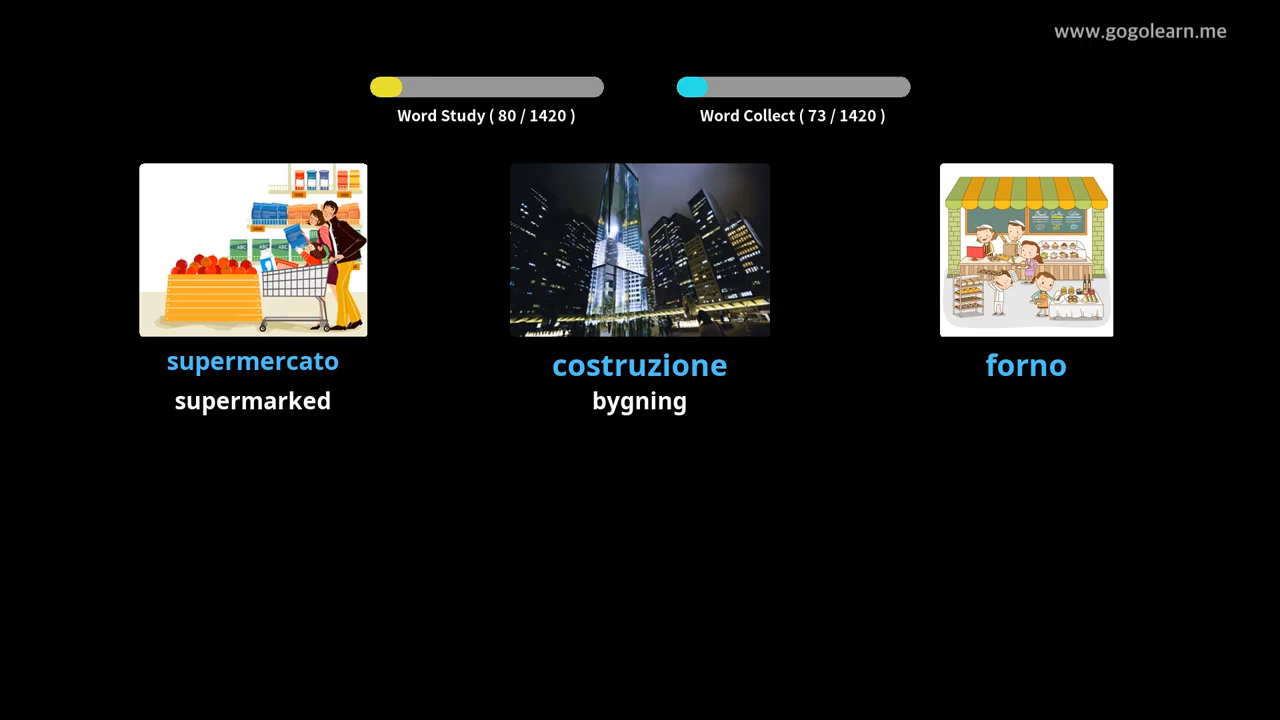 www.gogolearn.me
Word Study ( 80 / 1420 )
Word Collect ( 73 / 1420 )
supermercato
supermarked
costruzione
bygning
forno